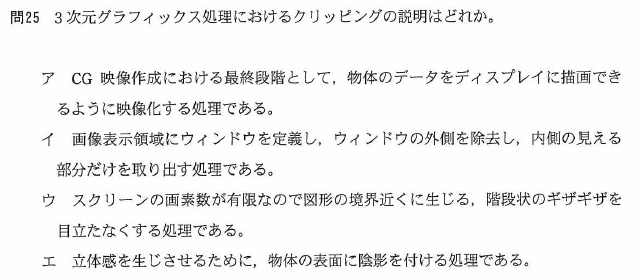 問25 3次元グラフィックス処理におけるクリッピングの説明はどれか。
ア CG 映像作成における最終段階として，物体のデータをディスプレイに描画でき
るように映像化する処理である。
イ 画像表示領域にウィンドウを定義し，ウィンドウの外側を除去し，内側の見える
部分だけを取り出す処理である。
ウ スクリーンの画素数が有限なので図形の境界近くに生じる，階段状のギザギザを
目立たなくする処理である。
エ 立体感を生じさせるために，物体の表面に陰影を付ける処理である。